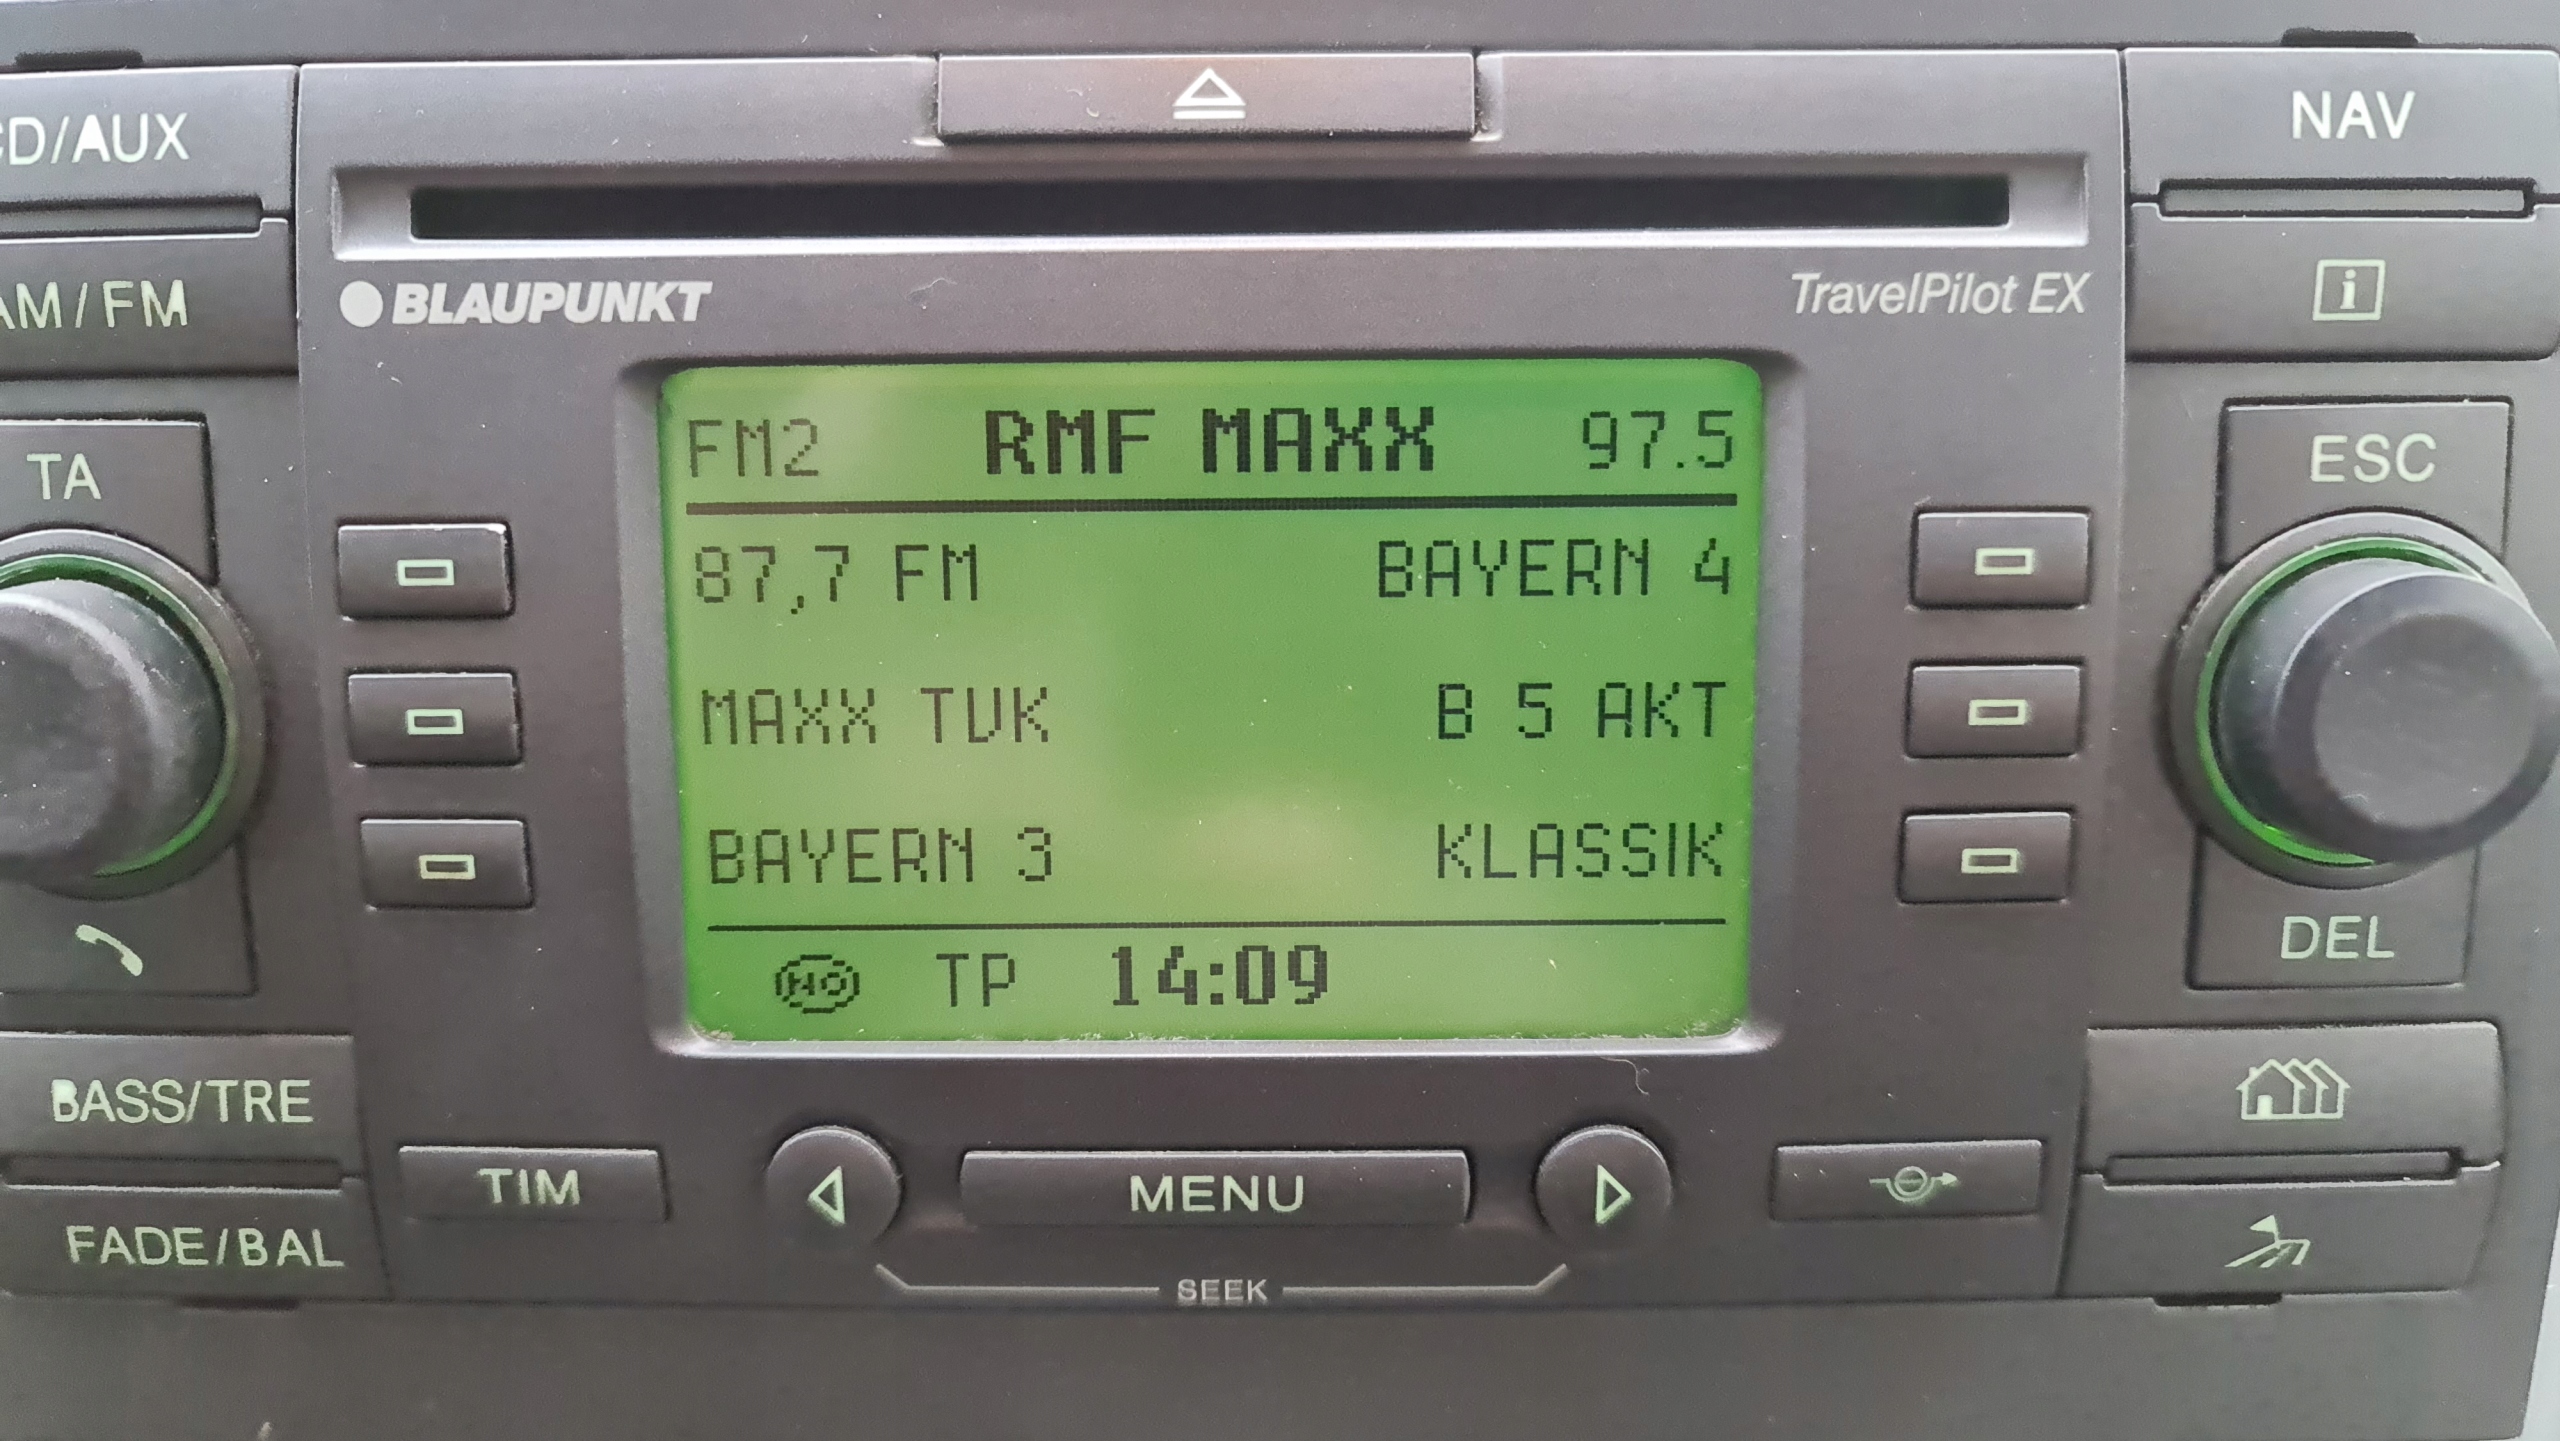 CD/AUX
NAV
AM/FM
BLAUPUNKT
TravelPilot EX
i
TA
FM2 RMF MAXX 97.5
ESC
87,7 FM BAYERN 4
MAXX TVK B 5 AKT
BAYERN 3 KLASSIK
DEL
NO TP 14:09
BASS/TRE
TIM
MENU
FADE/BAL
SEEK